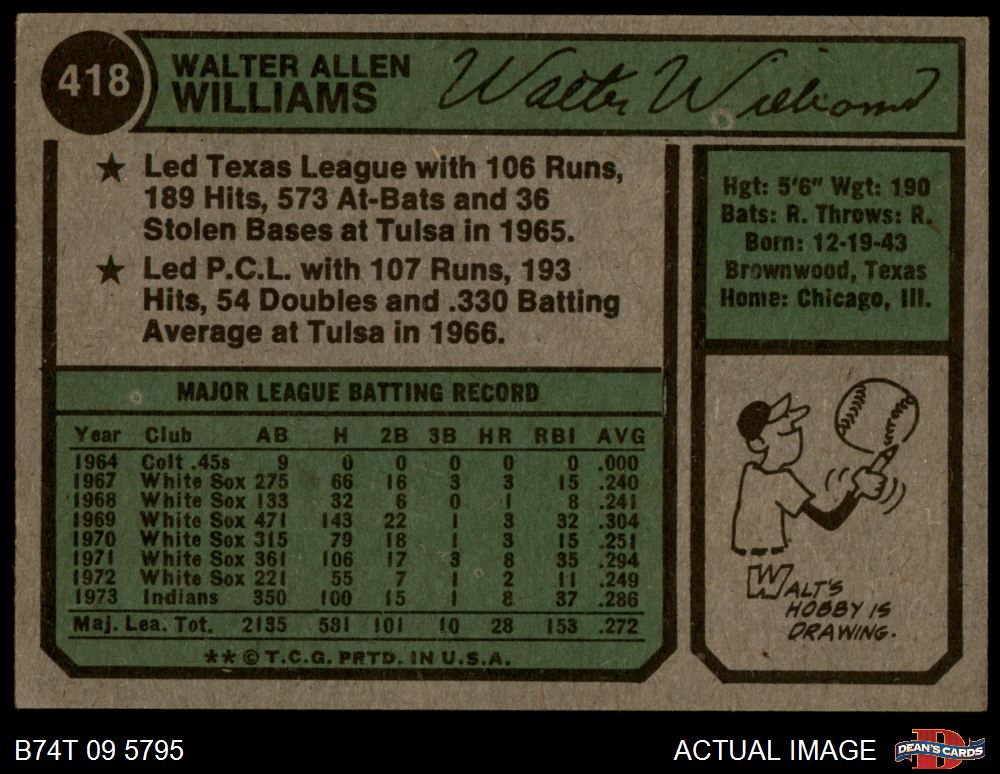 418
WALTER ALLEN
WILLIAMS
Walter Williams
★ Led Texas League with 106 Runs,
189 Hits, 573 At-Bats and 36
Stolen Bases at Tulsa in 1965.
★ Led P.C.L. with 107 Runs, 193
Hits, 54 Doubles and .330 Batting
Average at Tulsa in 1966.
Hgt: 5'6" Wgt: 190
Bats: R. Throws: R.
Born: 12-19-43
Brownwood, Texas
Home: Chicago, Ill.
MAJOR LEAGUE BATTING RECORD
Year Club AB H 2B 3B HR RBI AVG
1964 Colt .45s 9 0 0 0 0 0 .000
1967 White Sox 275 66 16 3 3 15 .240
1968 White Sox 133 32 6 0 1 8 .241
1969 White Sox 471 143 22 1 3 32 .304
1970 White Sox 315 79 18 1 3 15 .251
1971 White Sox 361 106 17 3 8 35 .294
1972 White Sox 221 55 7 1 2 11 .249
1973 Indians 350 100 15 1 8 37 .286
Maj. Lea. Tot. 2135 581 101 10 28 153 .272
** © T.C.G. PRTD. IN U.S.A.
WALT'S
HOBBY IS
DRAWING.
B74T 09 5795
ACTUAL IMAGE
D
DEAN'S CARDS